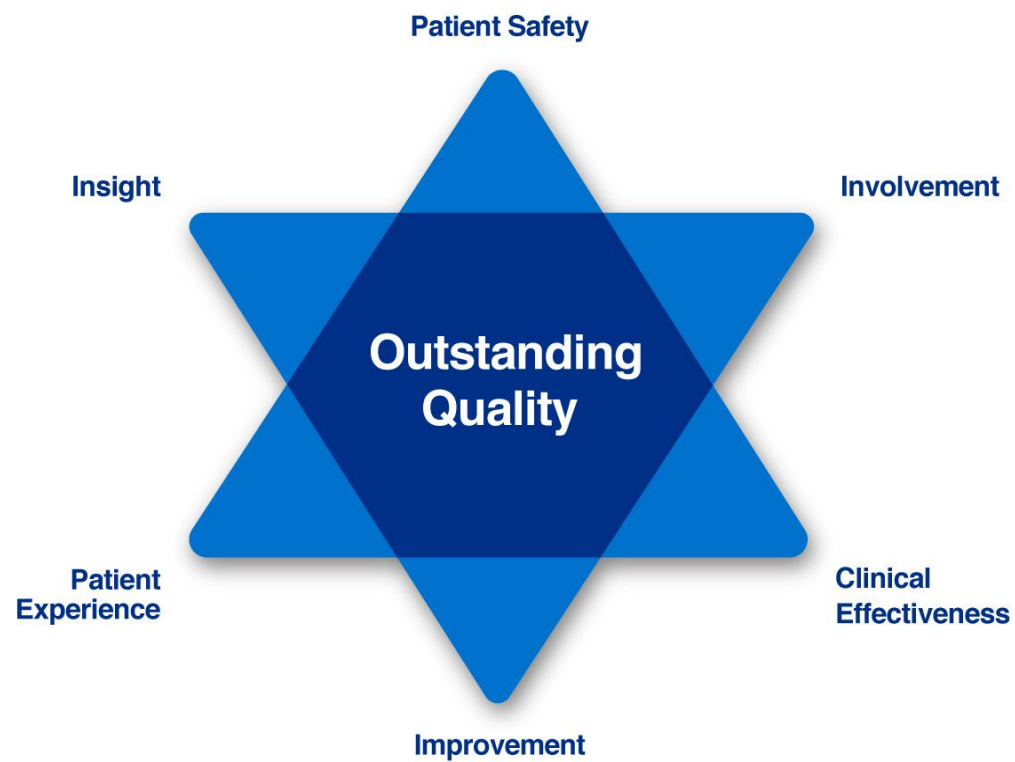 Patient Safety
Insight
Involvement
Outstanding
Quality
Patient
Experience
Clinical
Effectiveness
Improvement